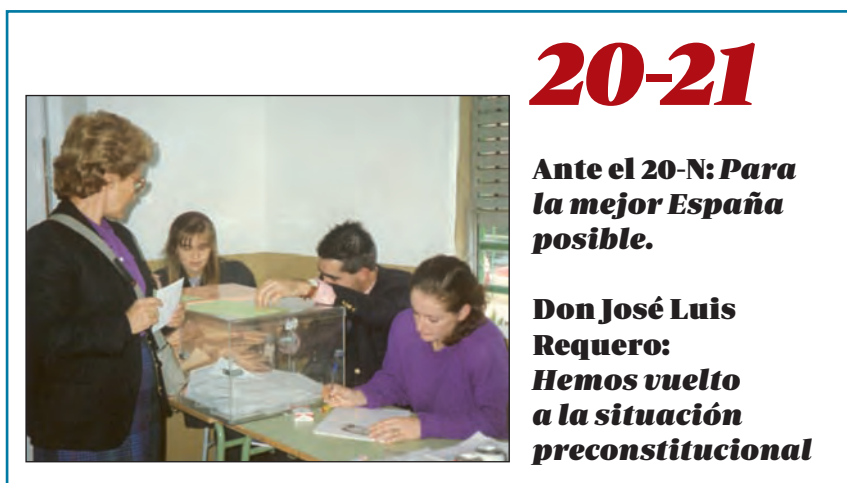 20-21
Ante el 20-N: Para
la mejor España
posible.
Don José Luis
Requero:
Hemos vuelto
a la situación
preconstitucional